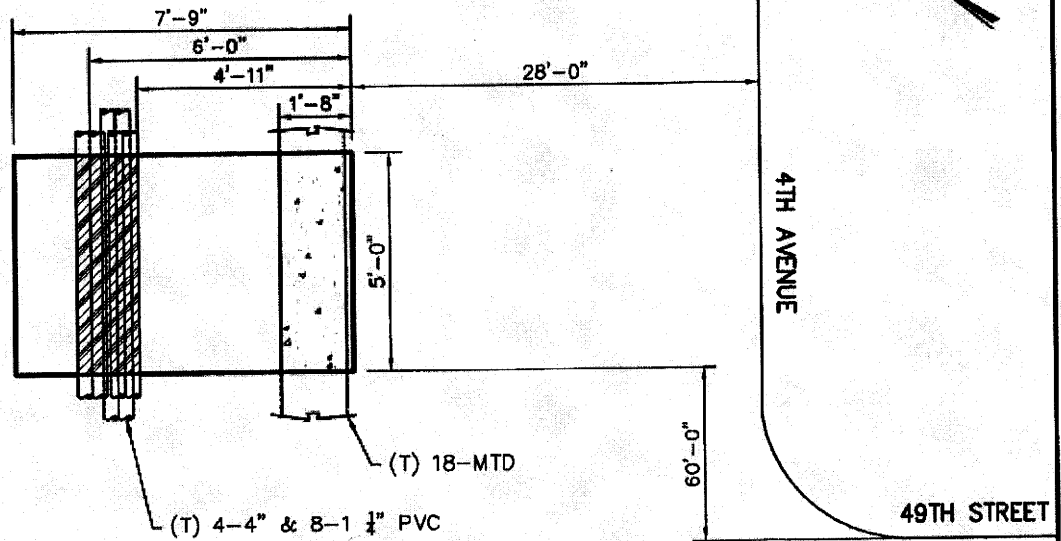 7'-9"
6'-0"
4'-11"
28'-0"
1'-8"
5'-0"
4TH AVENUE
60'-0"
(T) 18-MTD
(T) 4-4" & 8-1 ¼" PVC
49TH STREET